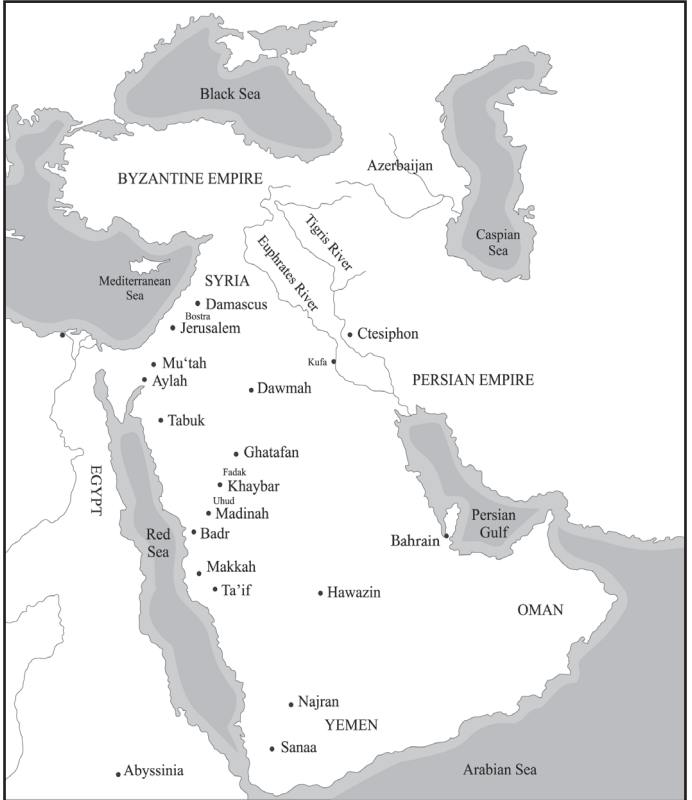 Black Sea
Azerbaijan
BYZANTINE EMPIRE
Caspian
Sea
Tigris River
Euphrates River
Mediterranean
Sea
SYRIA
Damascus
Bostra
Jerusalem
Ctesiphon
Kufa
Mu‘tah
Aylah
Dawmah
PERSIAN EMPIRE
Tabuk
Ghatafan
Fadak
Khaybar
EGYPT
Uhud
Madinah
Persian
Gulf
Red
Sea
Badr
Bahrain
Makkah
Ta’if
Hawazin
OMAN
Najran
YEMEN
Sanaa
Abyssinia
Arabian Sea